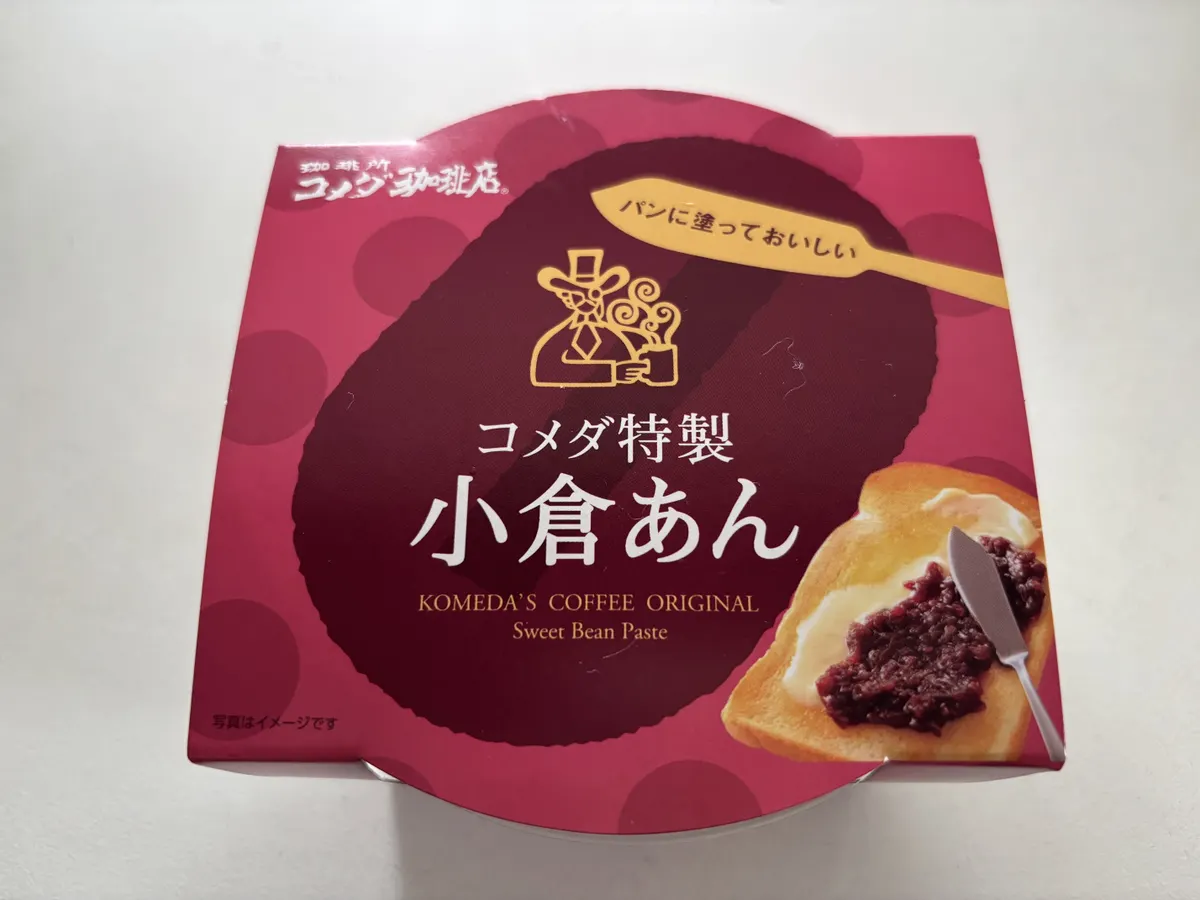 珈琲所
コメダ珈琲店®
パンに塗っておいしい
コメダ特製
小倉あん
KOMEDA'S COFFEE ORIGINAL
Sweet Bean Paste
写真はイメージです